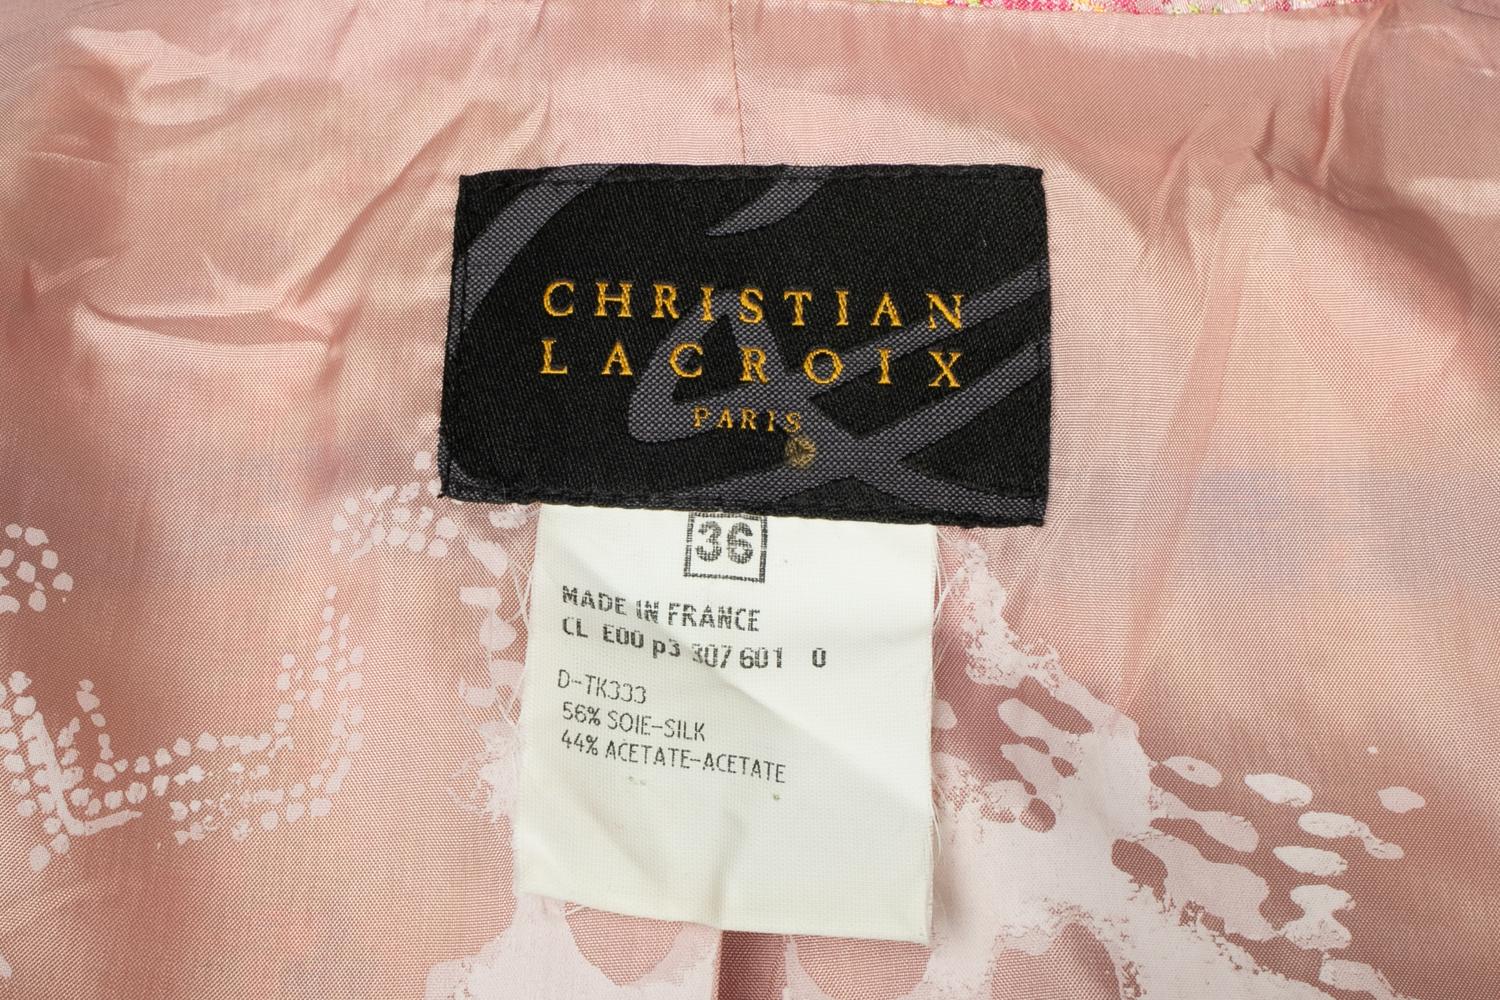 CHRISTIAN
LACROIX
PARIS
36
MADE IN FRANCE
CL E00 p3 307 601 0
D-TK333
56% SOIE-SILK
44% ACETATE-ACETATE